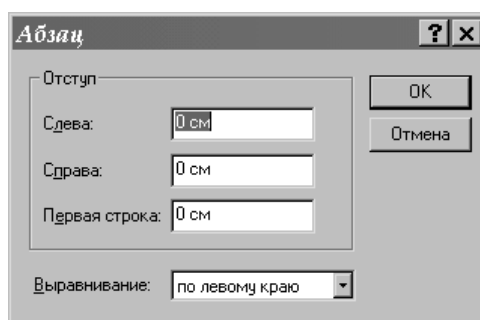 Абзац
Отступ
Слева: 0 см
Справа: 0 см
Первая строка: 0 см
Выравнивание: по левому краю
OK
Отмена